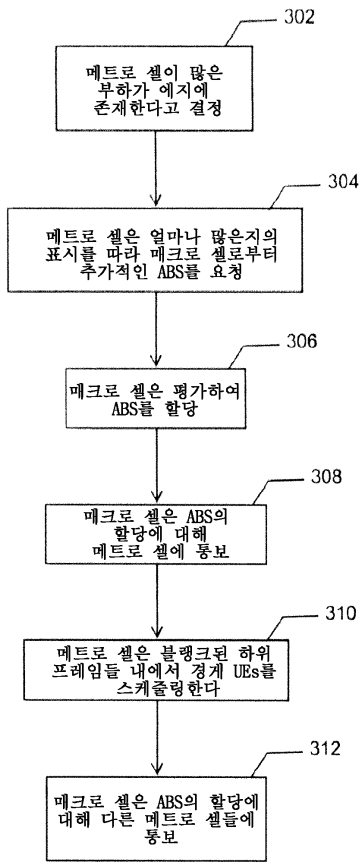 302
메트로 셀이 많은
부하가 에지에
존재한다고 결정
304
메트로 셀은 얼마나 많은지의
표시를 따라 매크로 셀로부터
추가적인 ABS를 요청
306
매크로 셀은 평가하여
ABS를 할당
308
매크로 셀은 ABS의
할당에 대해
메트로 셀에 통보
310
메트로 셀은 블랭크된 하위
프레임들 내에서 경계 UEs를
스케줄링한다
312
매크로 셀은 ABS의 할당에
대해 다른 메트로 셀들에
통보